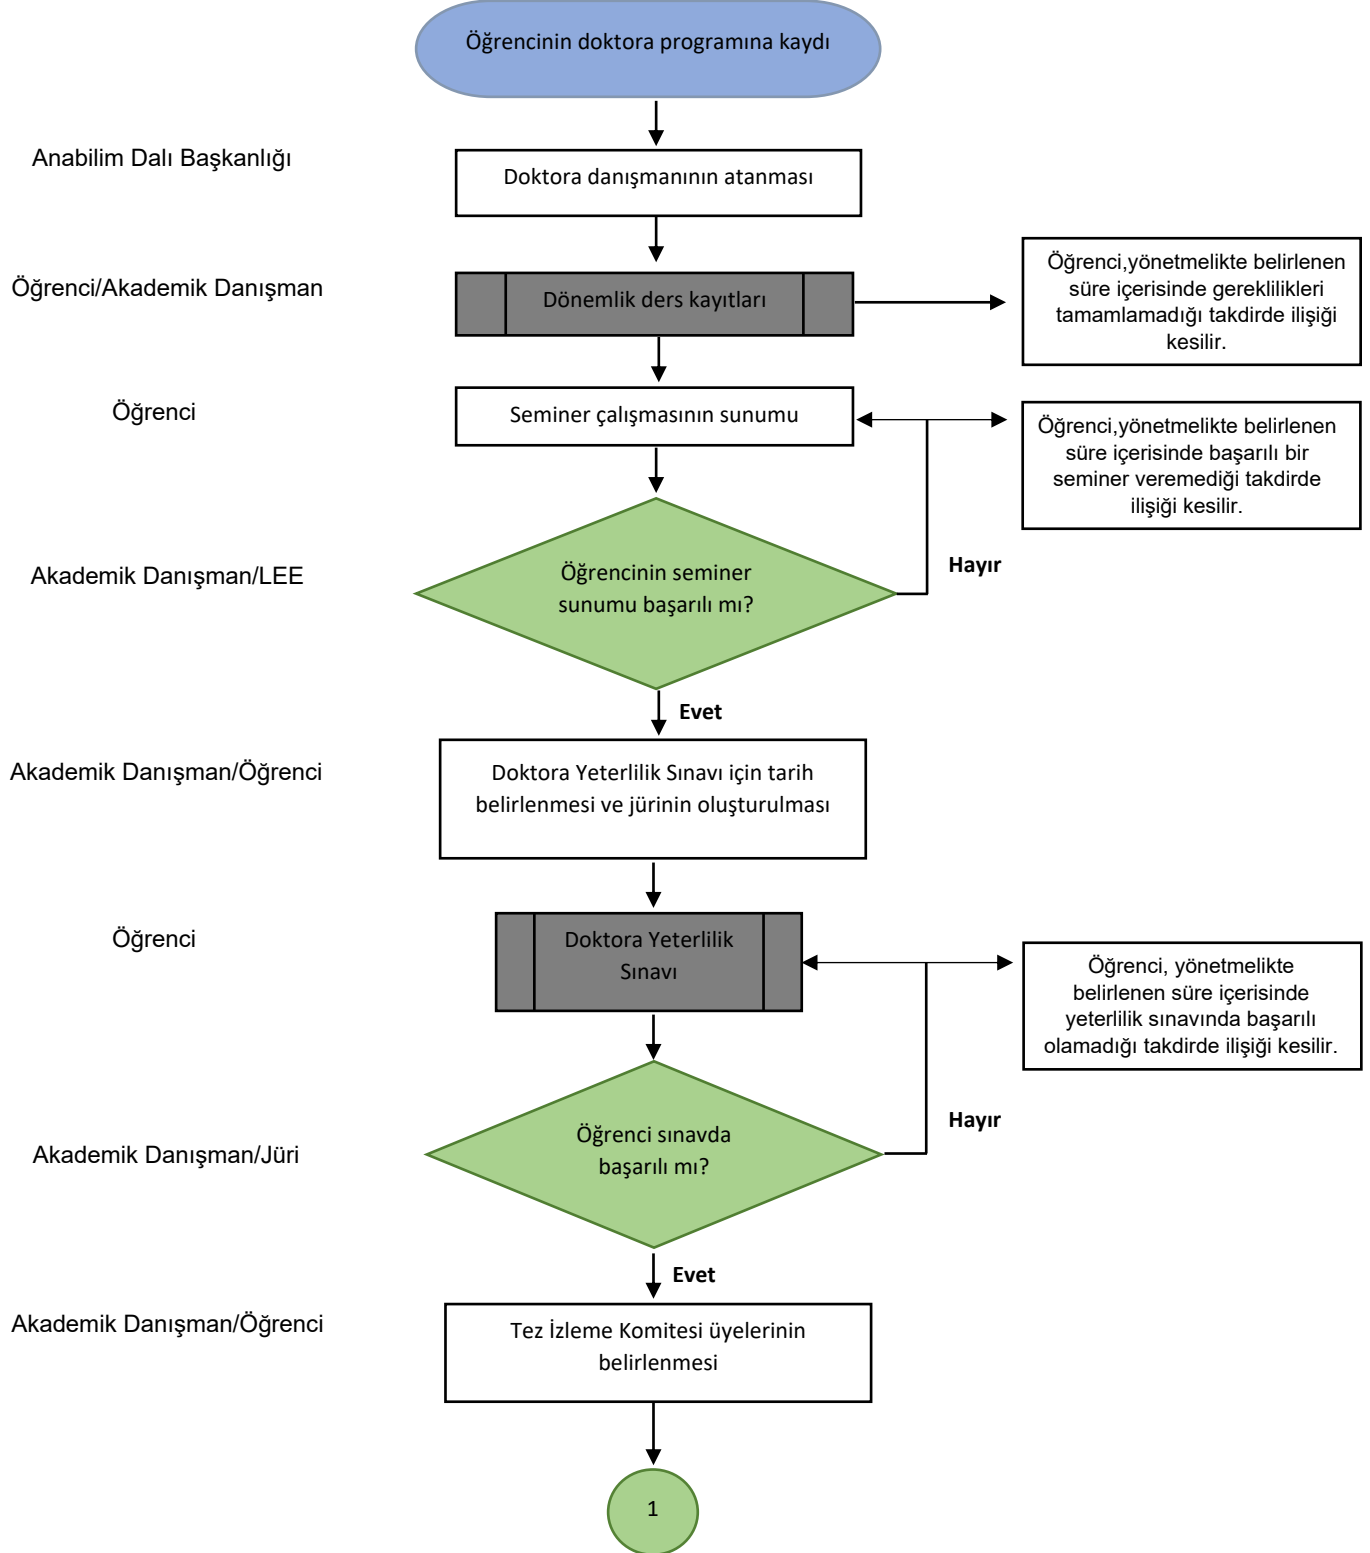 Öğrencinin doktora programına kaydı
Anabilim Dalı Başkanlığı
Doktora danışmanının atanması
Öğrenci/Akademik Danışman
Dönemlik ders kayıtları
Öğrenci,yönetmelikte belirlenen
süre içerisinde gereklilikleri
tamamlamadığı takdirde ilişiği
kesilir.
Öğrenci
Seminer çalışmasının sunumu
Öğrenci,yönetmelikte belirlenen
süre içerisinde başarılı bir
seminer veremediği takdirde
ilişiği kesilir.
Akademik Danışman/LEE
Öğrencinin seminer
sunumu başarılı mı?
Hayır
Evet
Akademik Danışman/Öğrenci
Doktora Yeterlilik Sınavı için tarih
belirlenmesi ve jürinin oluşturulması
Öğrenci
Doktora Yeterlilik
Sınavı
Öğrenci, yönetmelikte
belirlenen süre içerisinde
yeterlilik sınavında başarılı
olamadığı takdirde ilişiği kesilir.
Akademik Danışman/Jüri
Öğrenci sınavda
başarılı mı?
Hayır
Evet
Akademik Danışman/Öğrenci
Tez İzleme Komitesi üyelerinin
belirlenmesi
1